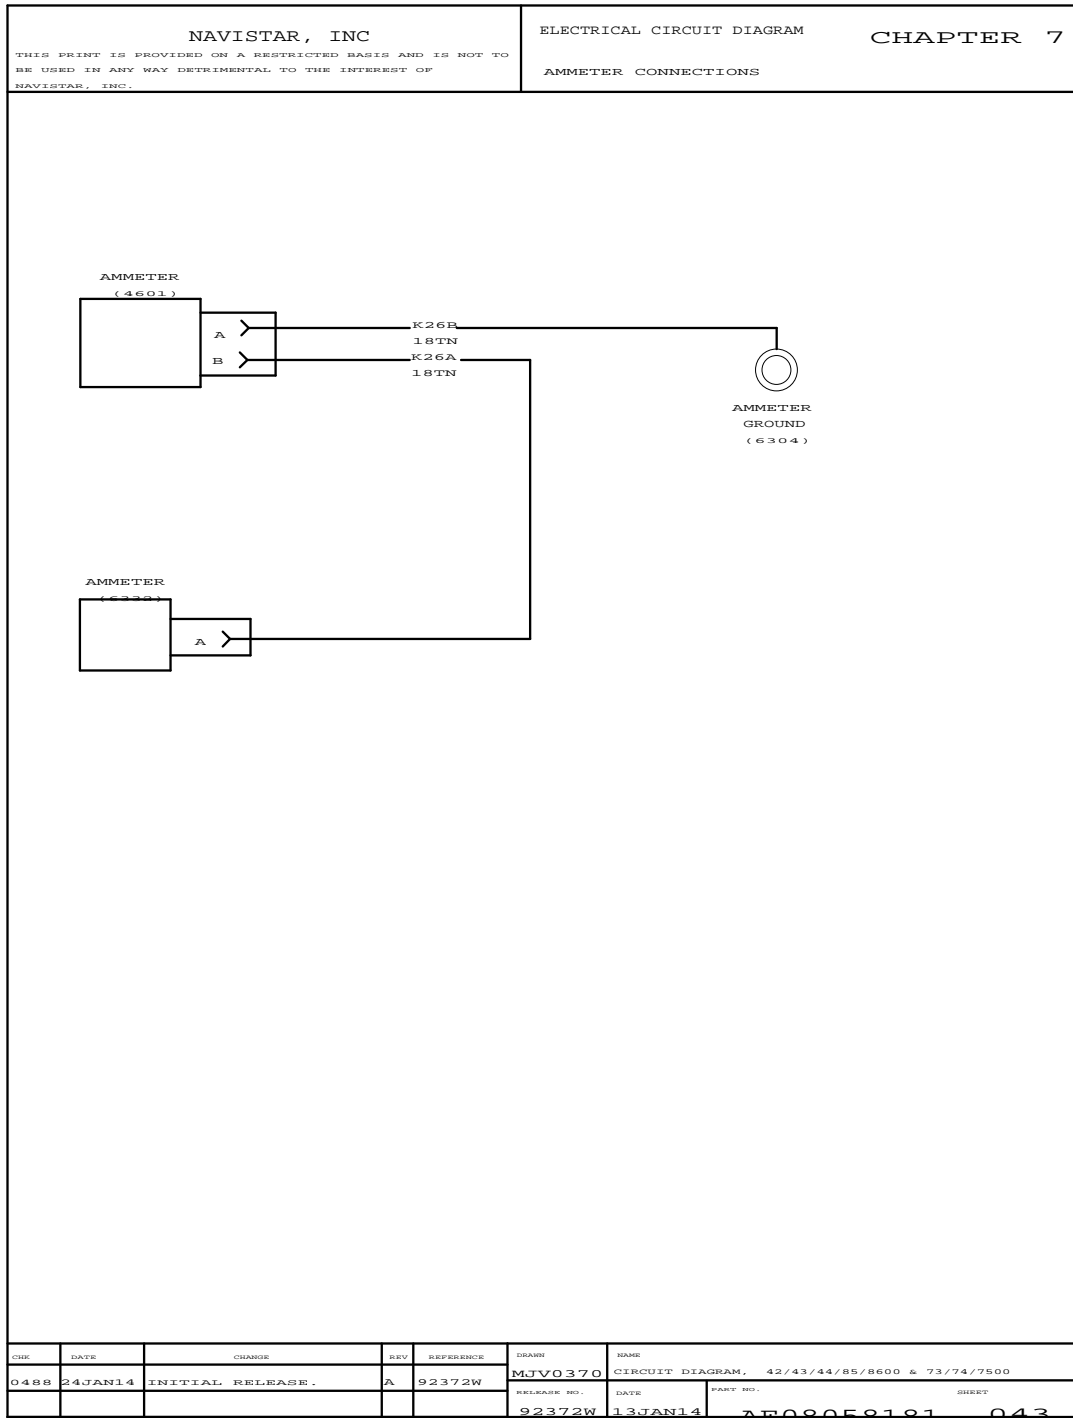 NAVISTAR, INC
THIS PRINT IS PROVIDED ON A RESTRICTED BASIS AND IS NOT TO
BE USED IN ANY WAY DETRIMENTAL TO THE INTEREST OF
NAVISTAR, INC.
ELECTRICAL CIRCUIT DIAGRAM
AMMETER CONNECTIONS
CHAPTER 7
AMMETER
(4601)
A
B
K26B
18TN
K26A
18TN
AMMETER
GROUND
(6304)
AMMETER
(6332)
A
CHK DATE CHANGE REV REFERENCE
0488 24JAN14 INITIAL RELEASE. A 92372W
DRAWN
MJV0370
NAME
CIRCUIT DIAGRAM, 42/43/44/85/8600 & 73/74/7500
RELEASE NO.
92372W
DATE
13JAN14
PART NO.
AF08058181
SHEET
043